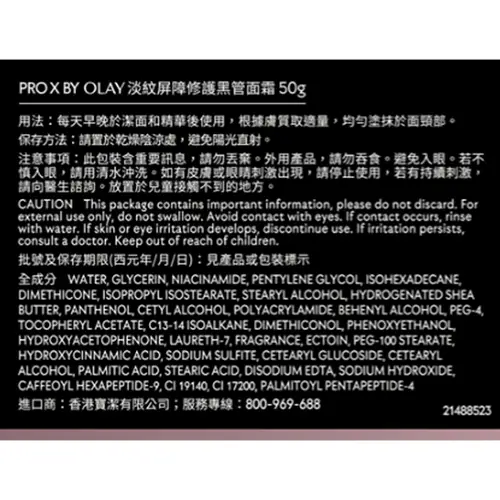 PRO X BY OLAY 淡紋屏障修護黑管面霜 50g
用法：每天早晚於潔面和精華後使用，根據膚質取適量，均勻塗抹於面頸部。
保存方法：請置於乾燥陰涼處，避免陽光直射。
注意事項：此包裝含重要訊息，請勿丟棄。外用產品，請勿吞食。避免入眼。若不
慎入眼，請用清水沖洗。如有皮膚或眼睛刺激出現，請停止使用，若有持續刺激，
請向醫生諮詢。放置於兒童接觸不到的地方。
CAUTION This package contains important information, please do not discard. For
external use only, do not swallow. Avoid contact with eyes. If contact occurs, rinse
with water. If skin or eye irritation develops, discontinue use. If irritation persists,
consult a doctor. Keep out of reach of children.
批號及保存期限(西元年/月/日)：見產品或包裝標示
全成分 WATER, GLYCERIN, NIACINAMIDE, PENTYLENE GLYCOL, ISOHEXADECANE,
DIMETHICONE, ISOPROPYL ISOSTEARATE, STEARYL ALCOHOL, HYDROGENATED SHEA
BUTTER, PANTHENOL, CETYL ALCOHOL, POLYACRYLAMIDE, BEHENYL ALCOHOL, PEG-4,
TOCOPHERYL ACETATE, C13-14 ISOALKANE, DIMETHICONOL, PHENOXYETHANOL,
HYDROXYACETOPHENONE, LAURETH-7, FRAGRANCE, ECTOIN, PEG-100 STEARATE,
HYDROXYCINNAMIC ACID, SODIUM SULFITE, CETEARYL GLUCOSIDE, CETEARYL
ALCOHOL, PALMITIC ACID, STEARIC ACID, DISODIUM EDTA, SODIUM HYDROXIDE,
CAFFEOYL HEXAPEPTIDE-9, CI 19140, CI 17200, PALMITOYL PENTAPEPTIDE-4
進口商：香港寶潔有限公司；服務專線：800-969-688
21488523